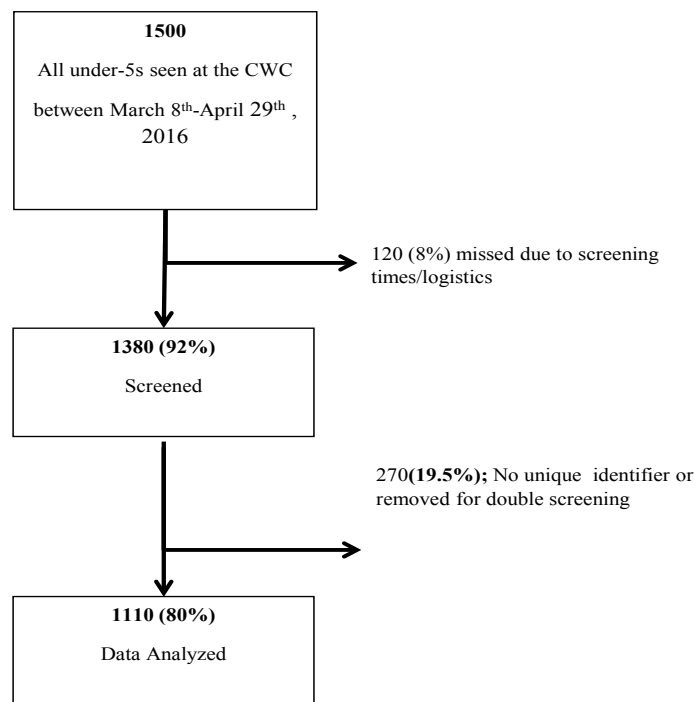 1500
All under-5s seen at the CWC
between March 8th-April 29th ,
2016
120 (8%) missed due to screening
times/logistics
1380 (92%)
Screened
270(19.5%); No unique identifier or
removed for double screening
1110 (80%)
Data Analyzed